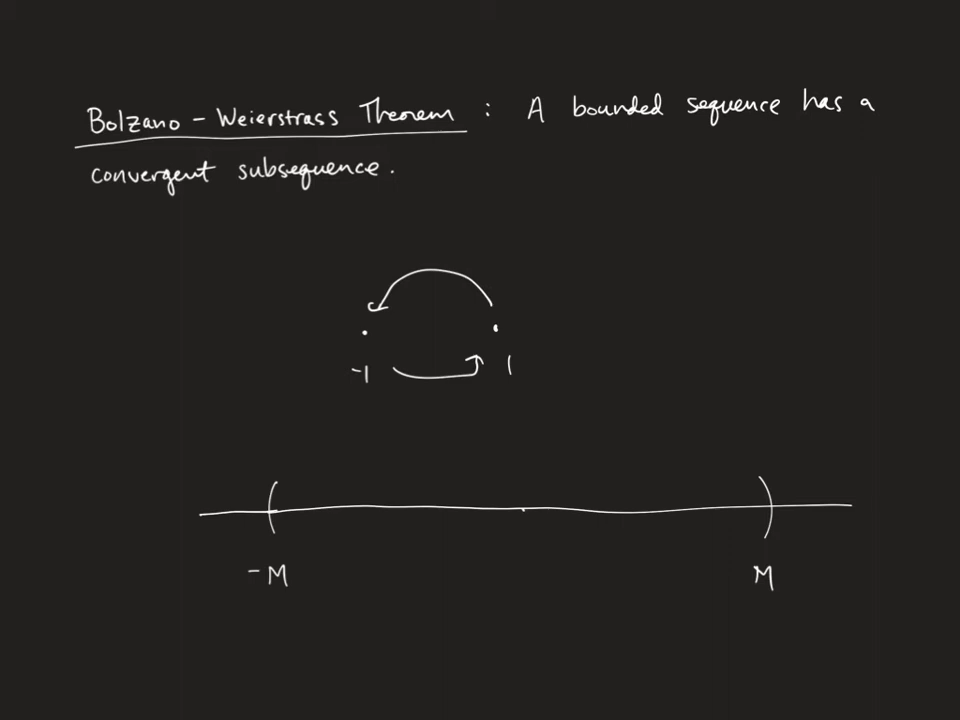 Bolzano - Weierstrass Theorem : A bounded sequence has a
convergent subsequence.
-1 1
-M M